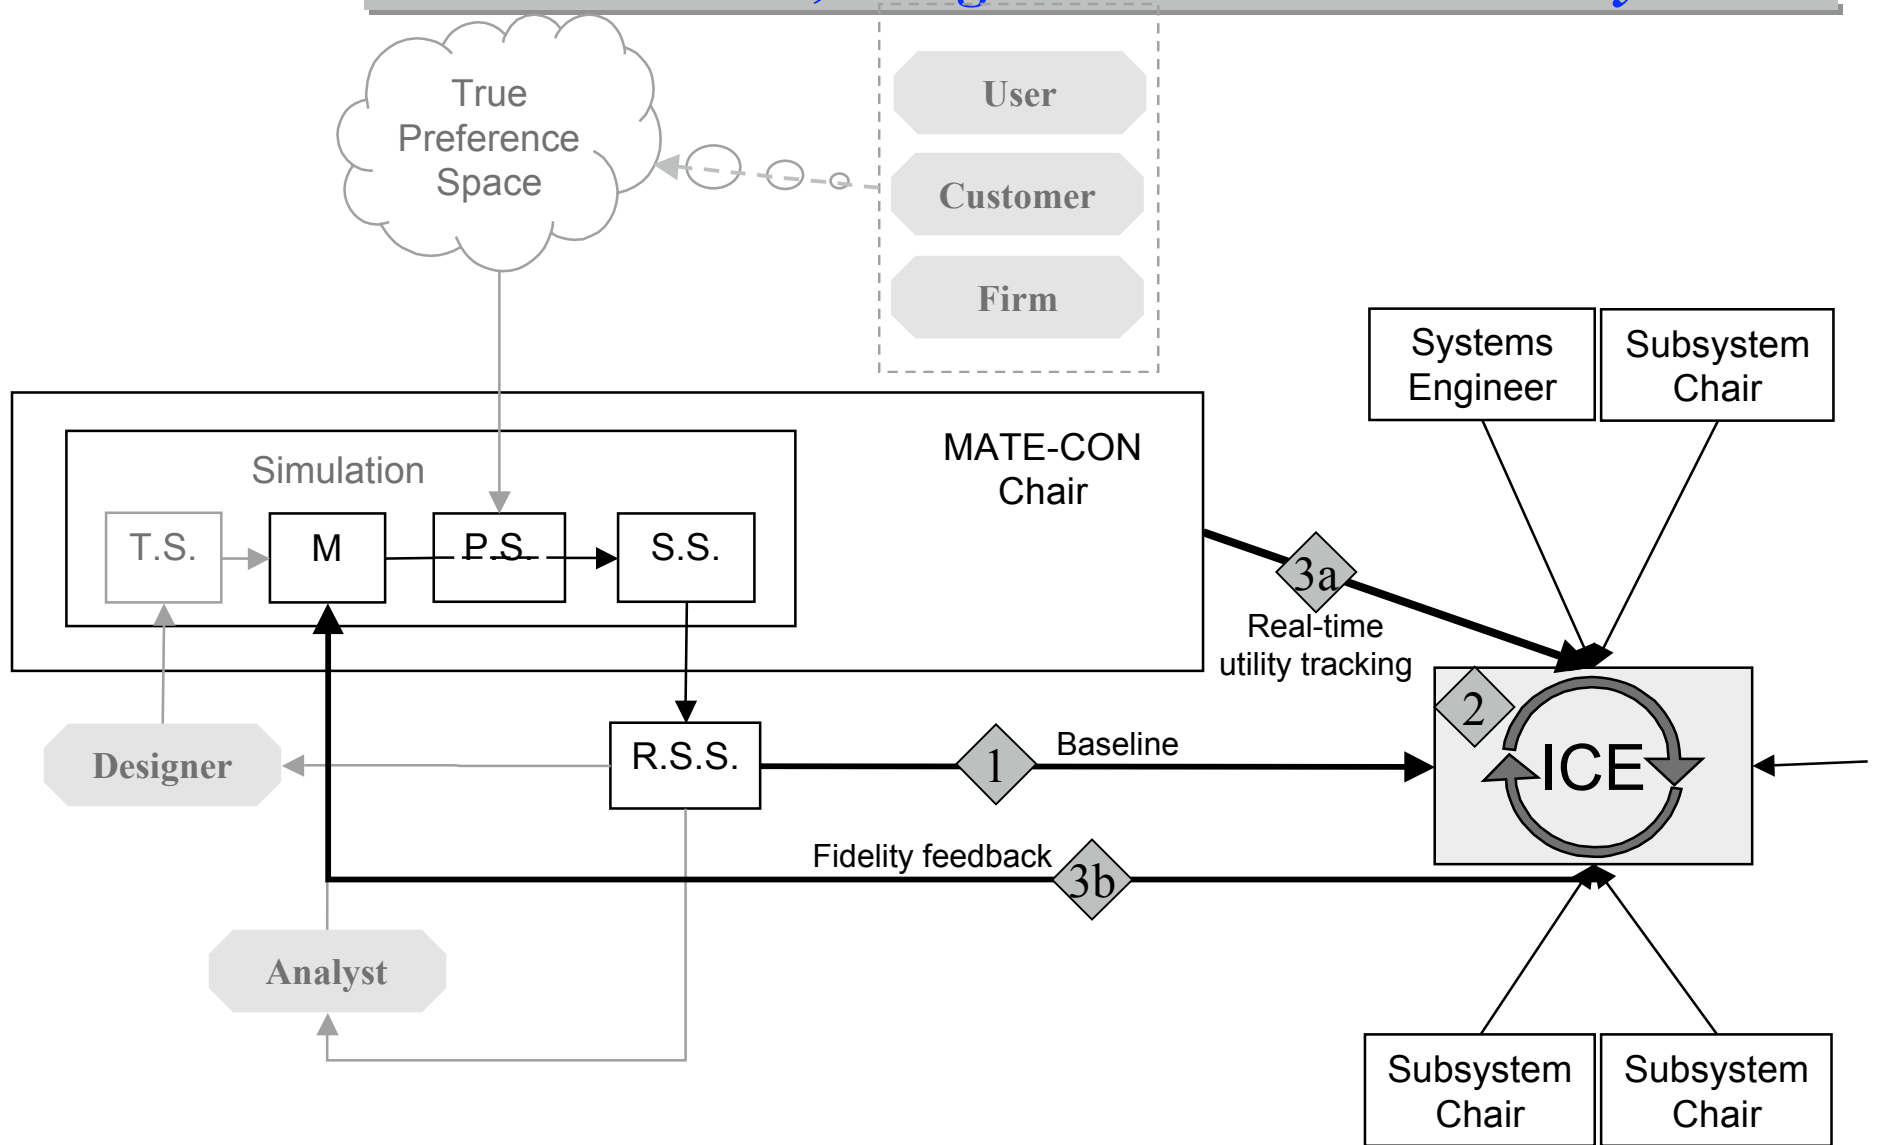 True
Preference
Space
User
Customer
Firm
Systems
Engineer
Subsystem
Chair
MATE-CON
Chair
Simulation
T.S.
M
P.S.
S.S.
3a
Real-time
utility tracking
2
ICE
Designer
R.S.S.
1
Baseline
Fidelity feedback
3b
Analyst
Subsystem
Chair
Subsystem
Chair